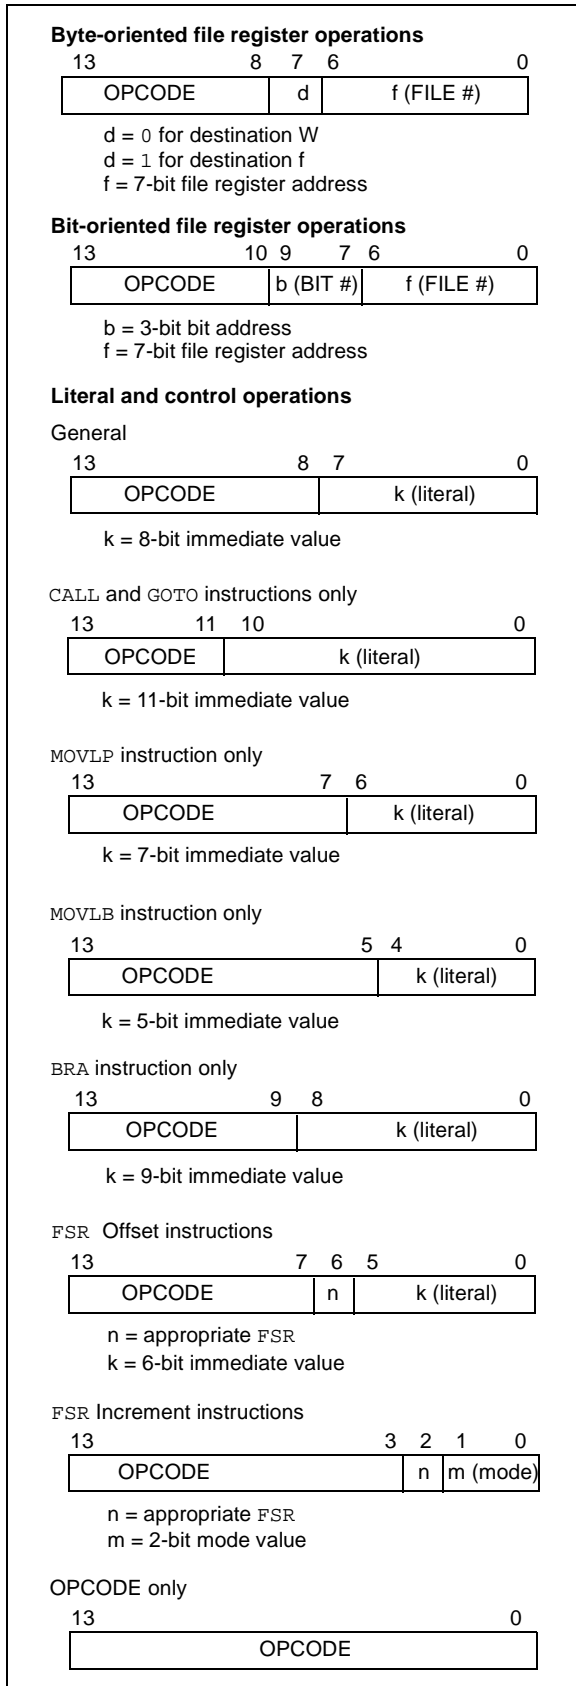 Byte-oriented file register operations
13 8 7 6 0
OPCODE d f (FILE #)
d = 0 for destination W
d = 1 for destination f
f = 7-bit file register address
Bit-oriented file register operations
13 10 9 7 6 0
OPCODE b (BIT #) f (FILE #)
b = 3-bit bit address
f = 7-bit file register address
Literal and control operations
General
13 8 7 0
OPCODE k (literal)
k = 8-bit immediate value
CALL and GOTO instructions only
13 11 10 0
OPCODE k (literal)
k = 11-bit immediate value
MOVLP instruction only
13 7 6 0
OPCODE k (literal)
k = 7-bit immediate value
MOVLB instruction only
13 5 4 0
OPCODE k (literal)
k = 5-bit immediate value
BRA instruction only
13 9 8 0
OPCODE k (literal)
k = 9-bit immediate value
FSR Offset instructions
13 7 6 5 0
OPCODE n k (literal)
n = appropriate FSR
k = 6-bit immediate value
FSR Increment instructions
13 3 2 1 0
OPCODE n m (mode)
n = appropriate FSR
m = 2-bit mode value
OPCODE only
13 0
OPCODE